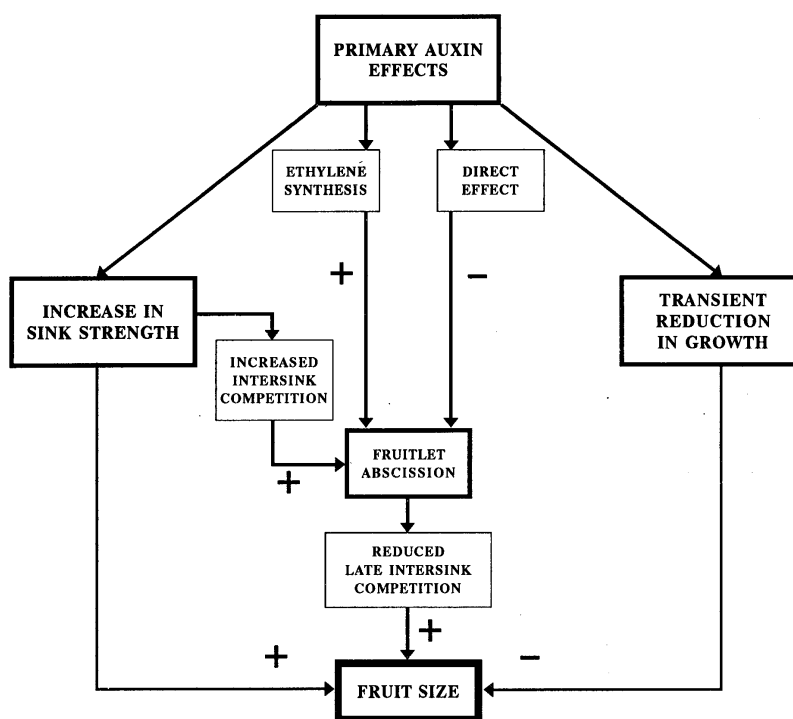 PRIMARY AUXIN
EFFECTS
ETHYLENE
SYNTHESIS
DIRECT
EFFECT
+
−
INCREASE IN
SINK STRENGTH
TRANSIENT
REDUCTION
IN GROWTH
INCREASED
INTERSINK
COMPETITION
FRUITLET
ABSCISSION
+
REDUCED
LATE INTERSINK
COMPETITION
+
+
−
FRUIT SIZE